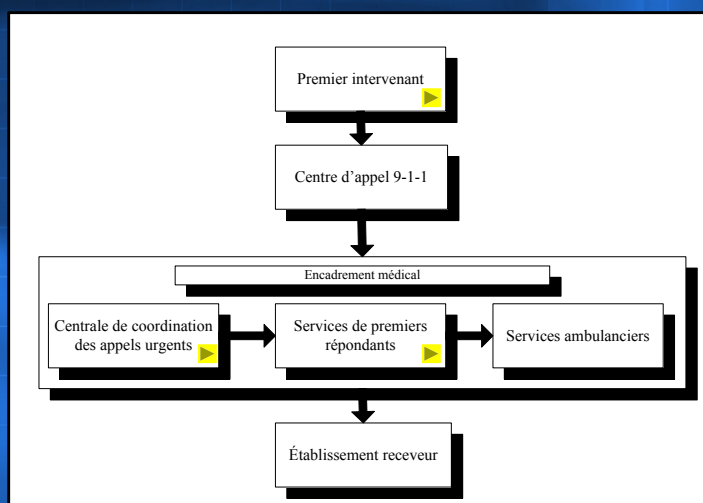 Premier intervenant
Centre d'appel 9-1-1
Encadrement médical
Centrale de coordination
des appels urgents
Services de premiers
répondants
Services ambulanciers
Établissement receveur